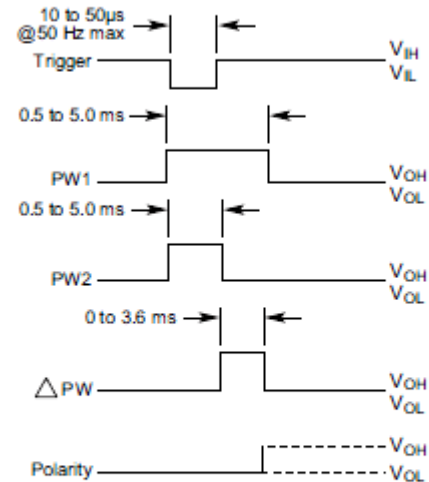 10 to 50µs
@50 Hz max
Trigger
VIH
VIL
0.5 to 5.0 ms
PW1
VOH
VOL
0.5 to 5.0 ms
PW2
VOH
VOL
0 to 3.6 ms
△PW
VOH
VOL
VOH
Polarity
VOL